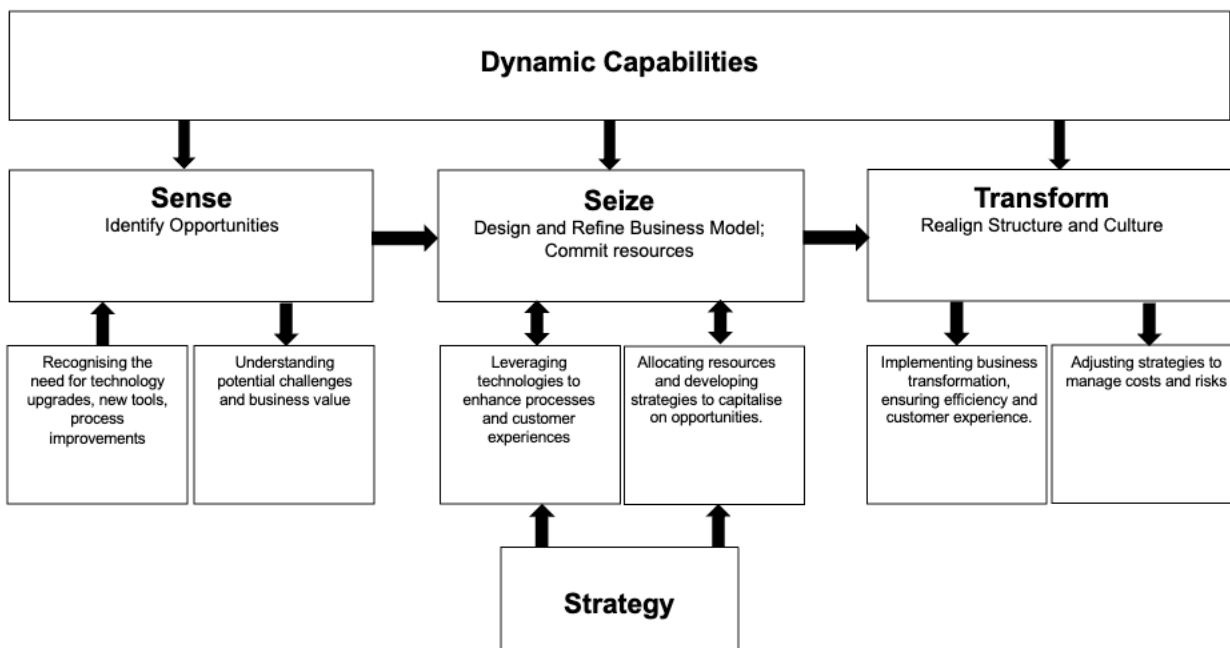 Dynamic Capabilities
Sense
Identify Opportunities
Seize
Design and Refine Business Model;
Commit resources
Transform
Realign Structure and Culture
Recognising the
need for technology
upgrades, new tools,
process
improvements
Understanding
potential challenges
and business value
Leveraging
technologies to
enhance processes
and customer
experiences
Allocating resources
and developing
strategies to capitalise
on opportunities.
Implementing business
transformation,
ensuring efficiency and
customer experience.
Adjusting strategies to
manage costs and risks
Strategy